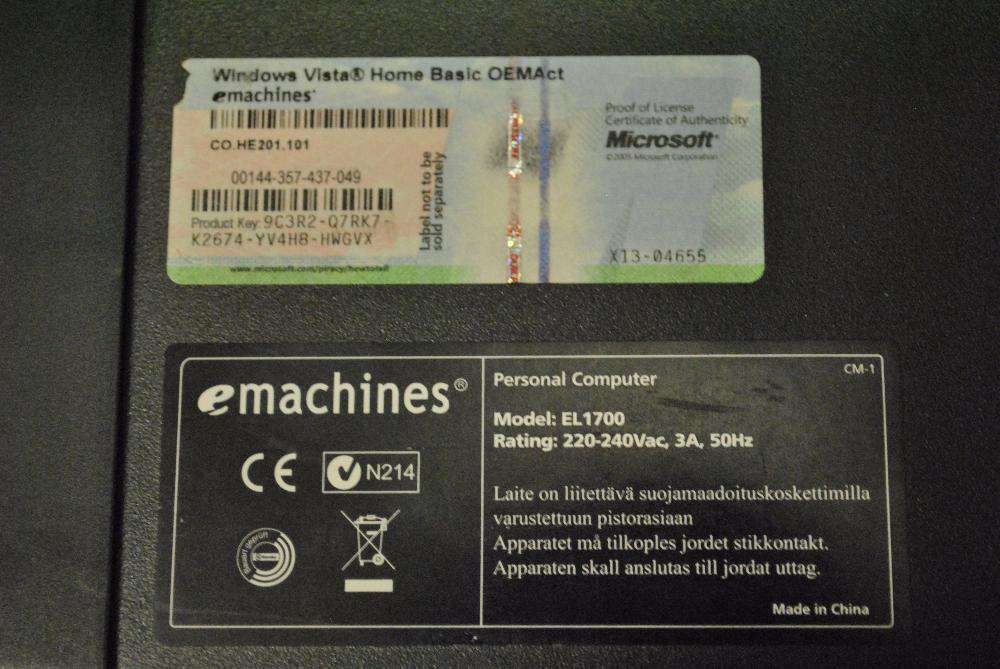 Windows Vista® Home Basic OEMAct
emachines
CO.HE201.101
00144-357-437-049
Product Key: 9C3R2-Q7RK7-
K2674-YV4H8-HWGVX
www.microsoft.com/piracy/howtotell
Label not to be
sold separately
Proof of License
Certificate of Authenticity
Microsoft®
©2005 Microsoft Corporation
X13-04655
emachines®
N214
Personal Computer
CM-1
Model: EL1700
Rating: 220-240Vac, 3A, 50Hz
Laite on liitettävä suojamaadoituskoskettimilla
varustettuun pistorasiaan
Apparatet må tilkoples jordet stikkontakt.
Apparaten skall anslutas till jordat uttag.
Made in China